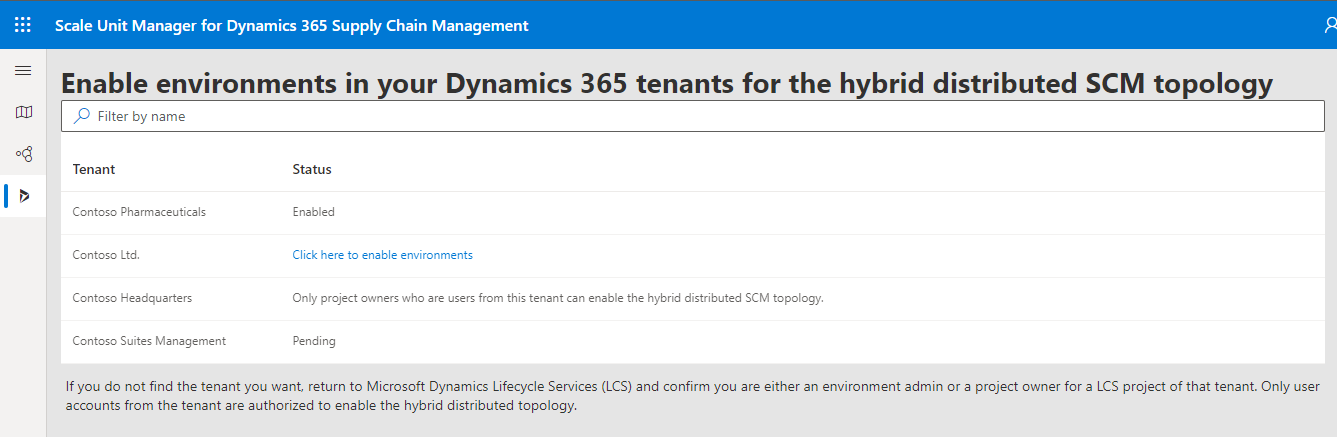 Scale Unit Manager for Dynamics 365 Supply Chain Management
Enable environments in your Dynamics 365 tenants for the hybrid distributed SCM topology
Filter by name
Tenant Status
Contoso Pharmaceuticals Enabled
Contoso Ltd. Click here to enable environments
Contoso Headquarters Only project owners who are users from this tenant can enable the hybrid distributed SCM topology.
Contoso Suites Management Pending
If you do not find the tenant you want, return to Microsoft Dynamics Lifecycle Services (LCS) and confirm you are either an environment admin or a project owner for a LCS project of that tenant. Only user
accounts from the tenant are authorized to enable the hybrid distributed topology.